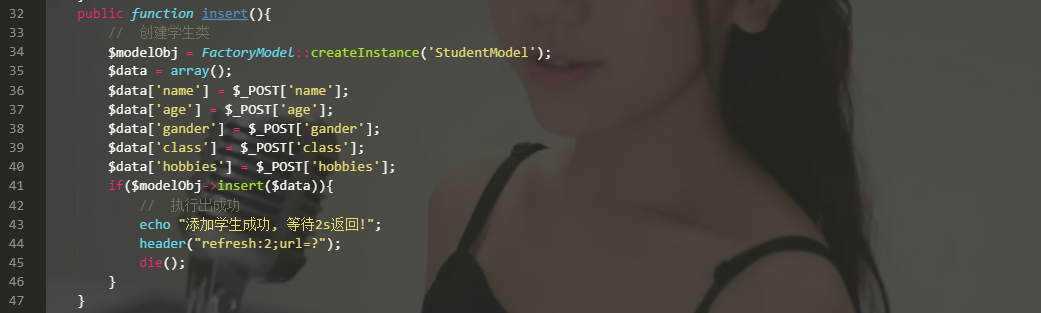 32 public function insert(){
33 // 创建学生类
34 $modelObj = FactoryModel::createInstance('StudentModel');
35 $data = array();
36 $data['name'] = $_POST['name'];
37 $data['age'] = $_POST['age'];
38 $data['gander'] = $_POST['gander'];
39 $data['class'] = $_POST['class'];
40 $data['hobbies'] = $_POST['hobbies'];
41 if($modelObj->insert($data)){
42 // 执行出成功
43 echo "添加学生成功, 等待2s返回!";
44 header("refresh:2;url=?");
45 die();
46 }
47 }